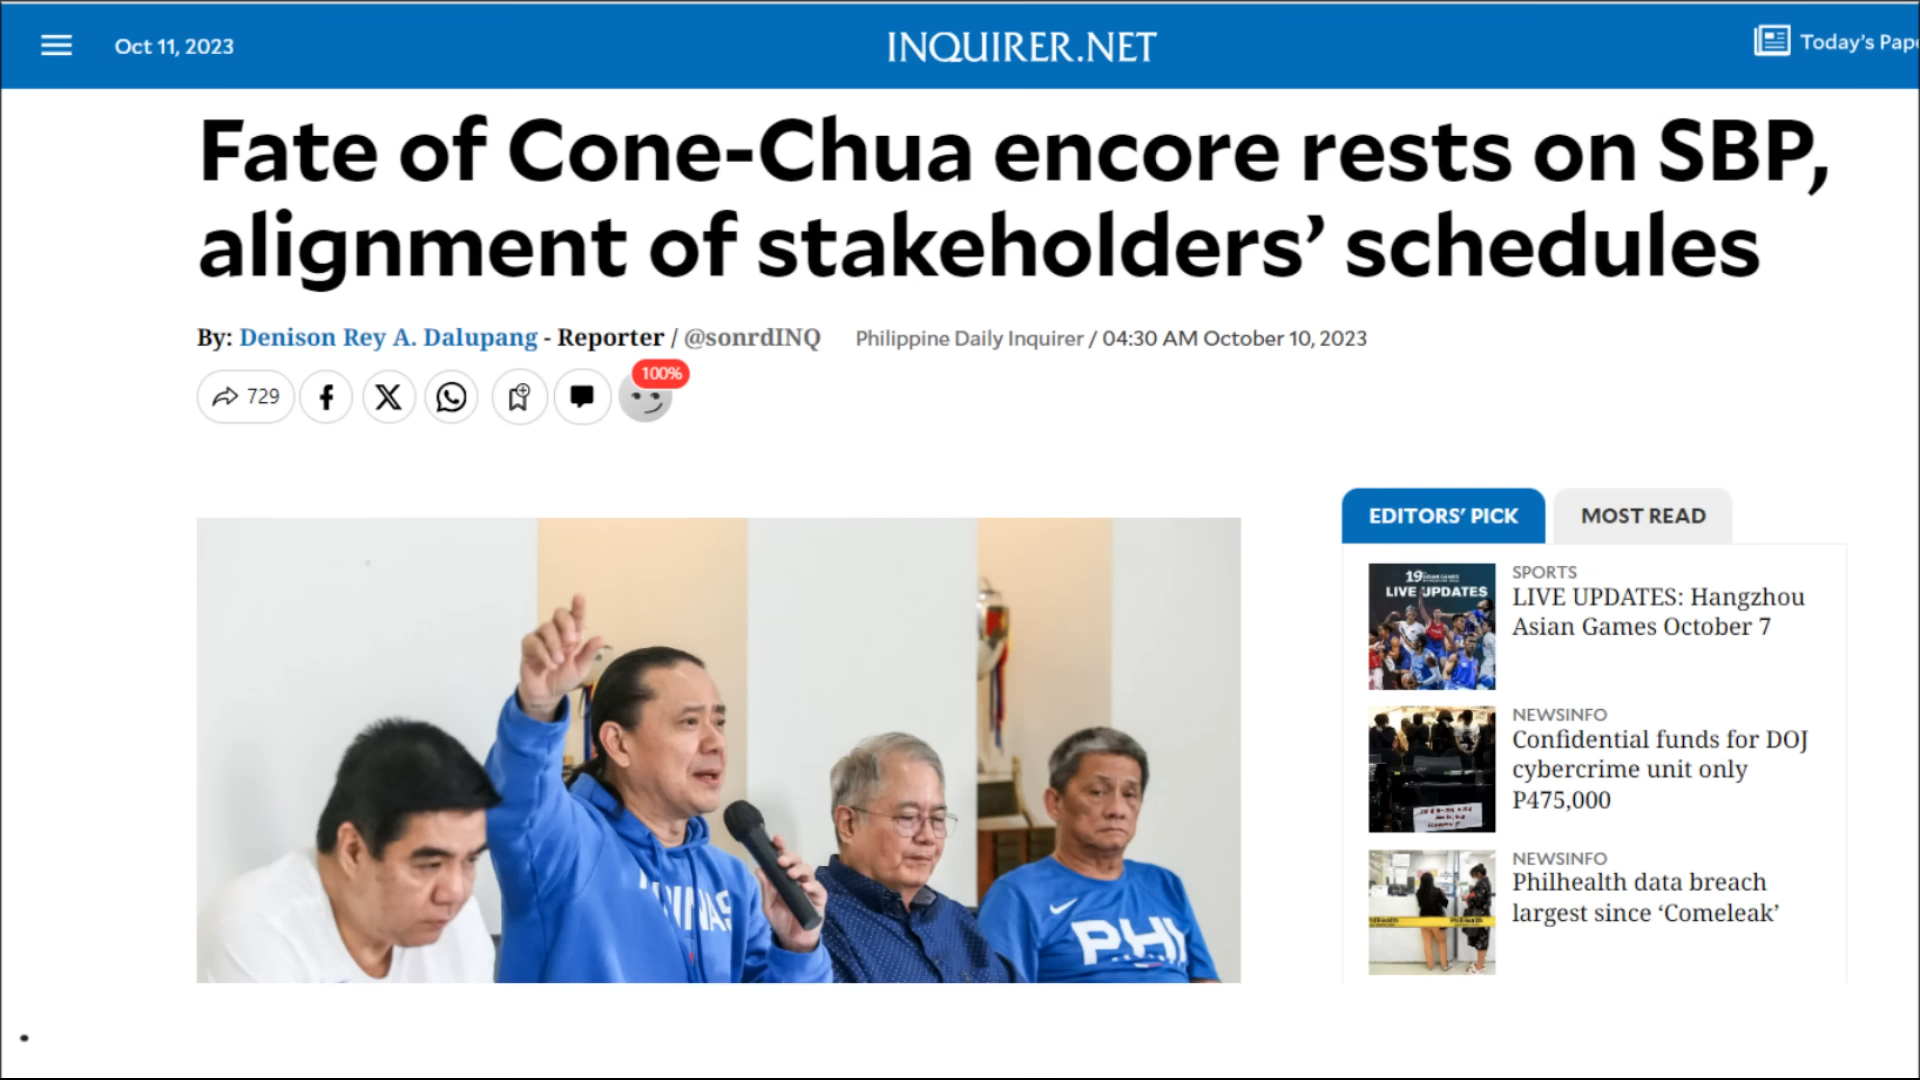 Oct 11, 2023
INQUIRER.NET
Today's Pap
Fate of Cone-Chua encore rests on SBP,
alignment of stakeholders’ schedules
By: Denison Rey A. Dalupang - Reporter / @sonrdINQ
Philippine Daily Inquirer / 04:30 AM October 10, 2023
729
100%
PINAS
PHI
EDITORS’ PICK
MOST READ
19
LIVE UPDATES
SPORTS
LIVE UPDATES: Hangzhou
Asian Games October 7
NEWSINFO
Confidential funds for DOJ
cybercrime unit only
P475,000
NEWSINFO
Philhealth data breach
largest since ‘Comeleak’